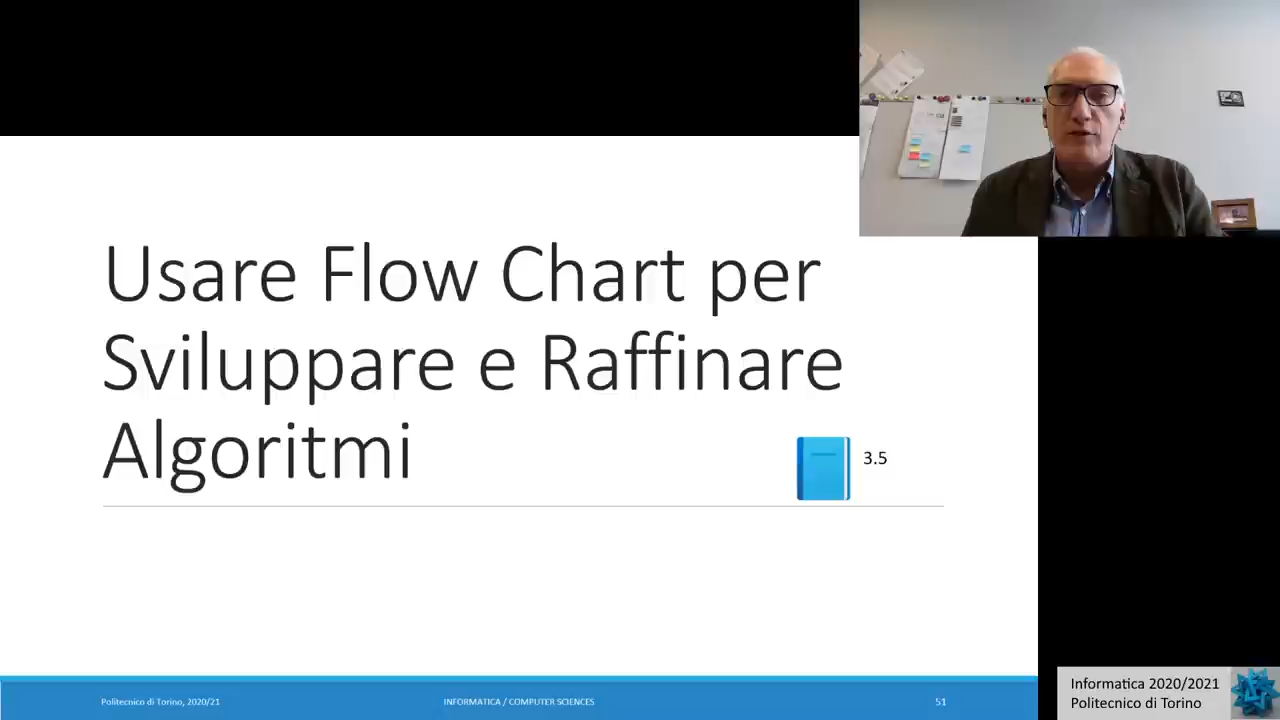 Usare Flow Chart per
Sviluppare e Raffinare
Algoritmi
3.5
Politecnico di Torino, 2020/21
INFORMATICA / COMPUTER SCIENCES
51
Informatica 2020/2021
Politecnico di Torino